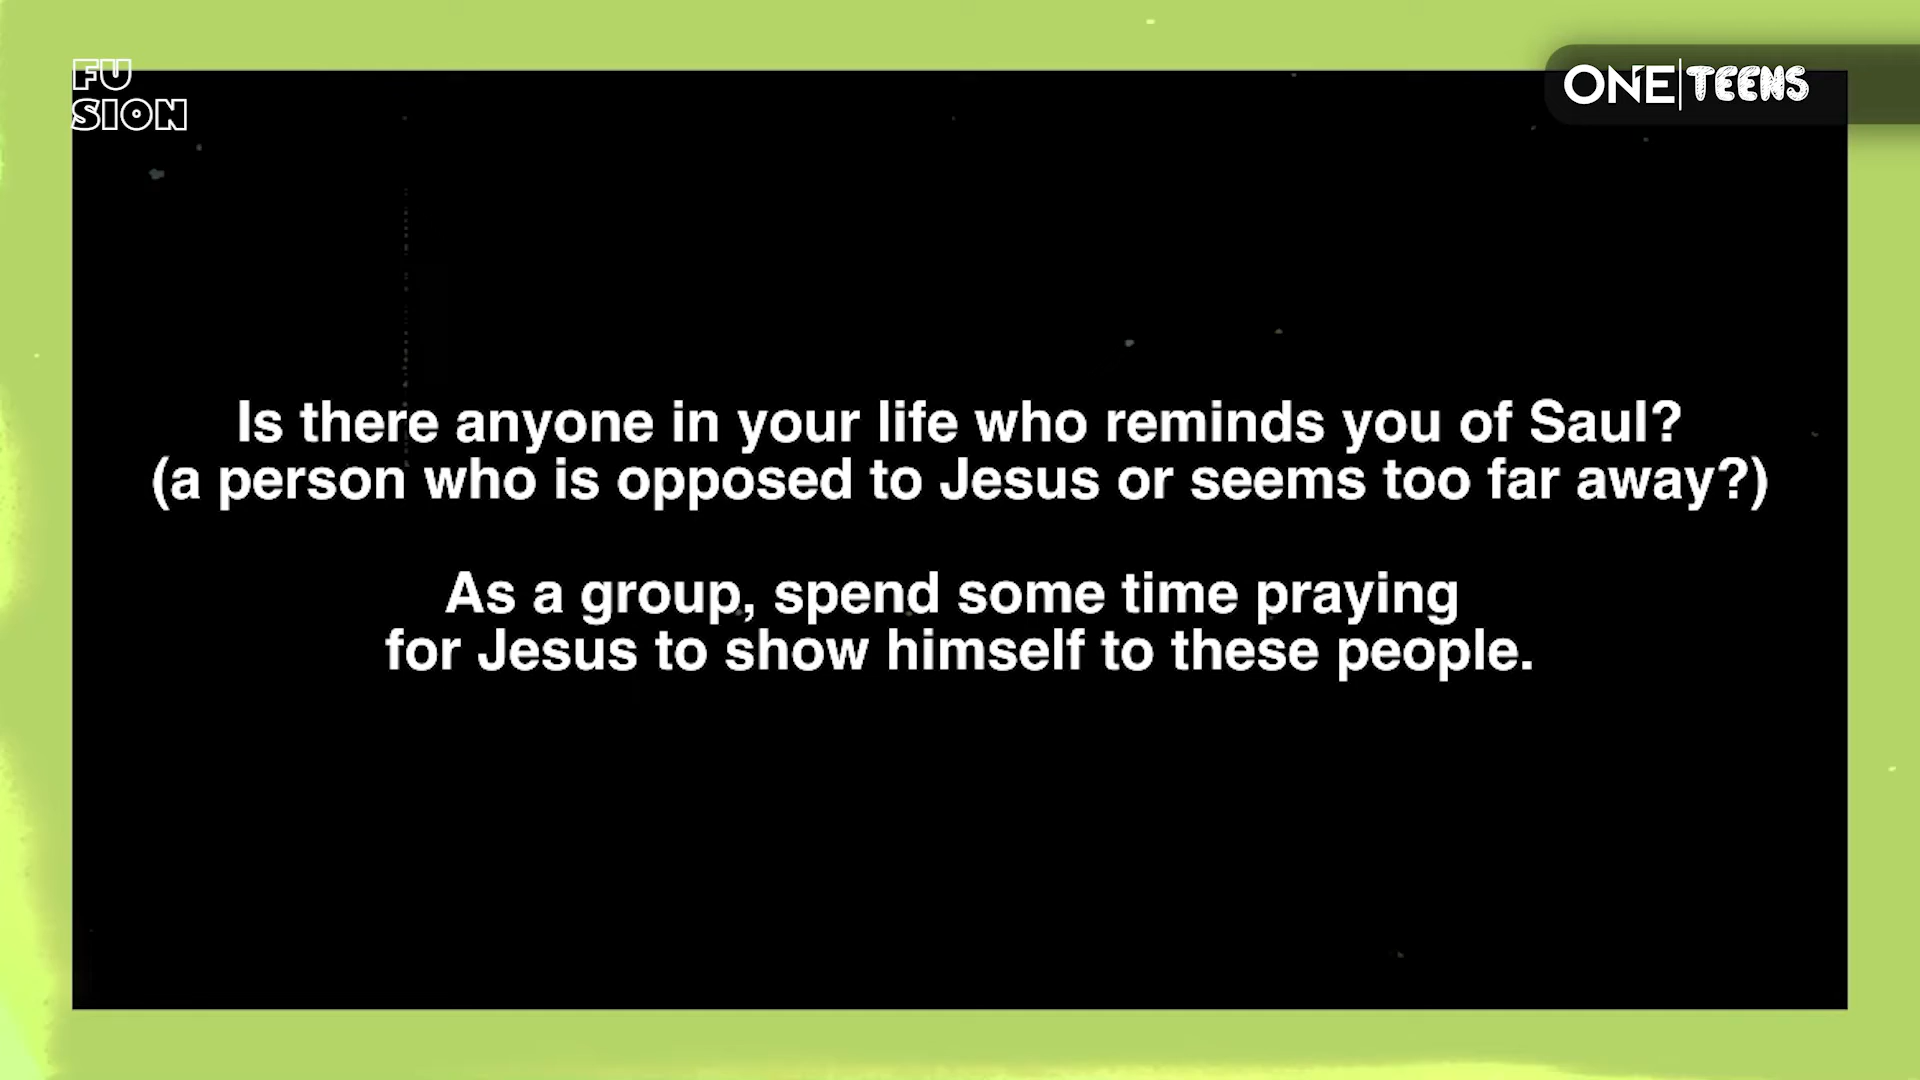 FU
SION
ONE|TEENS
Is there anyone in your life who reminds you of Saul?
(a person who is opposed to Jesus or seems too far away?)
As a group, spend some time praying
for Jesus to show himself to these people.